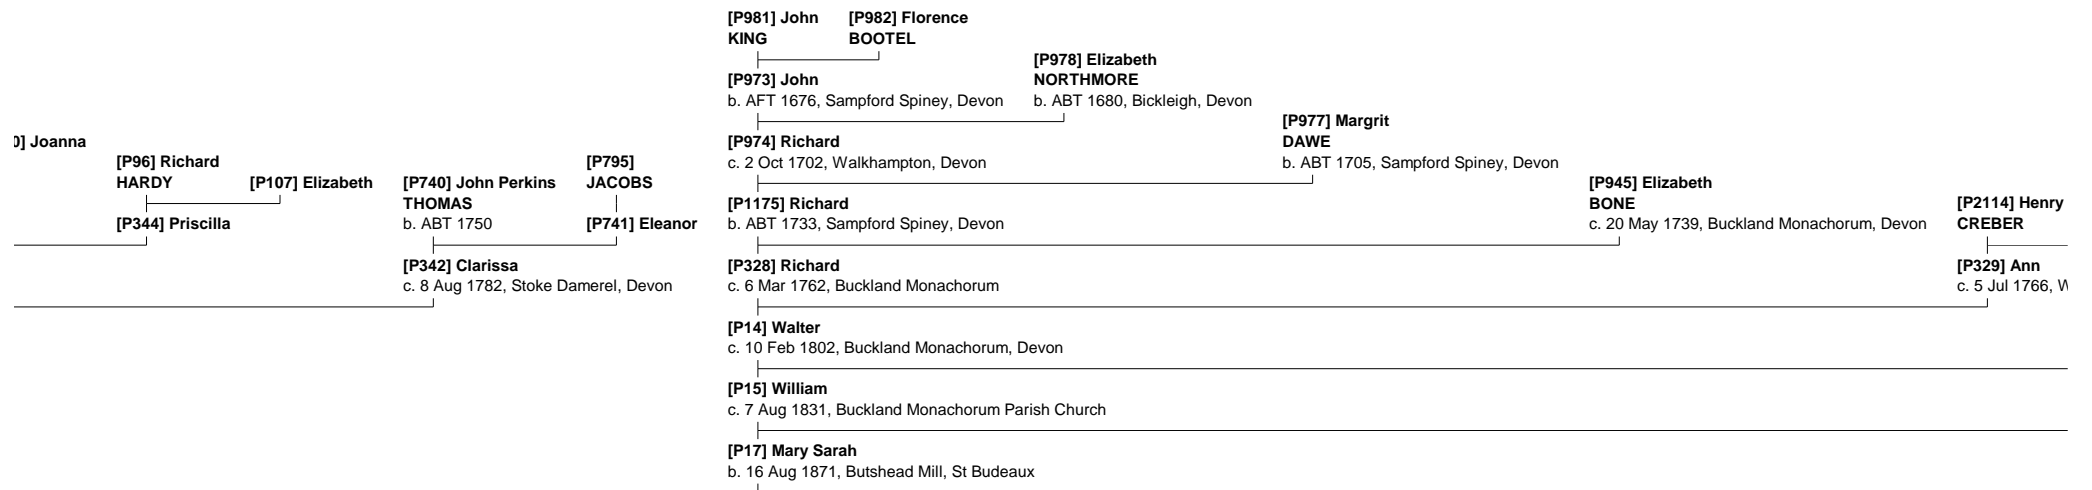 [P981] John
KING
[P982] Florence
BOOTEL
[P973] John
b. AFT 1676, Sampford Spiney, Devon
[P978] Elizabeth
NORTHMORE
b. ABT 1680, Bickleigh, Devon
0] Joanna
[P96] Richard
HARDY
[P107] Elizabeth
[P344] Priscilla
[P740] John Perkins
THOMAS
b. ABT 1750
[P795]
JACOBS
[P741] Eleanor
[P974] Richard
c. 2 Oct 1702, Walkhampton, Devon
[P977] Margrit
DAWE
b. ABT 1705, Sampford Spiney, Devon
[P1175] Richard
b. ABT 1733, Sampford Spiney, Devon
[P945] Elizabeth
BONE
c. 20 May 1739, Buckland Monachorum, Devon
[P2114] Henry
CREBER
[P342] Clarissa
c. 8 Aug 1782, Stoke Damerel, Devon
[P328] Richard
c. 6 Mar 1762, Buckland Monachorum
[P329] Ann
c. 5 Jul 1766, W
[P14] Walter
c. 10 Feb 1802, Buckland Monachorum, Devon
[P15] William
c. 7 Aug 1831, Buckland Monachorum Parish Church
[P17] Mary Sarah
b. 16 Aug 1871, Butshead Mill, St Budeaux